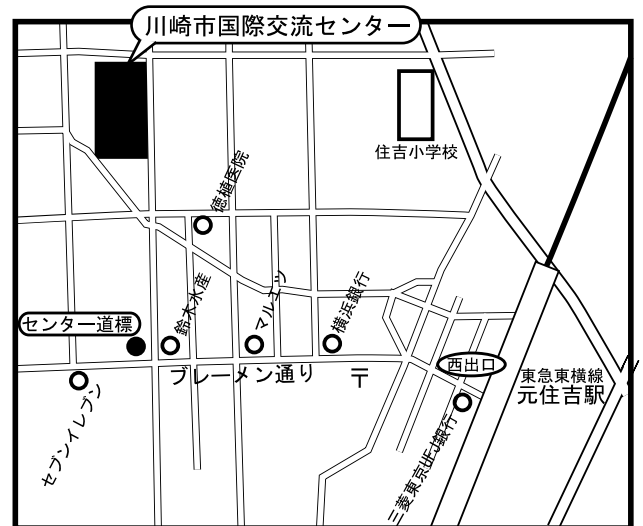 川崎市国際交流センター
住吉小学校
徳植医院
センター道標
鈴木水産
マルエツ
横浜銀行
ブレーメン通り
〒
西出口
東急東横線
元住吉駅
セブンイレブン
三菱東京UFJ銀行